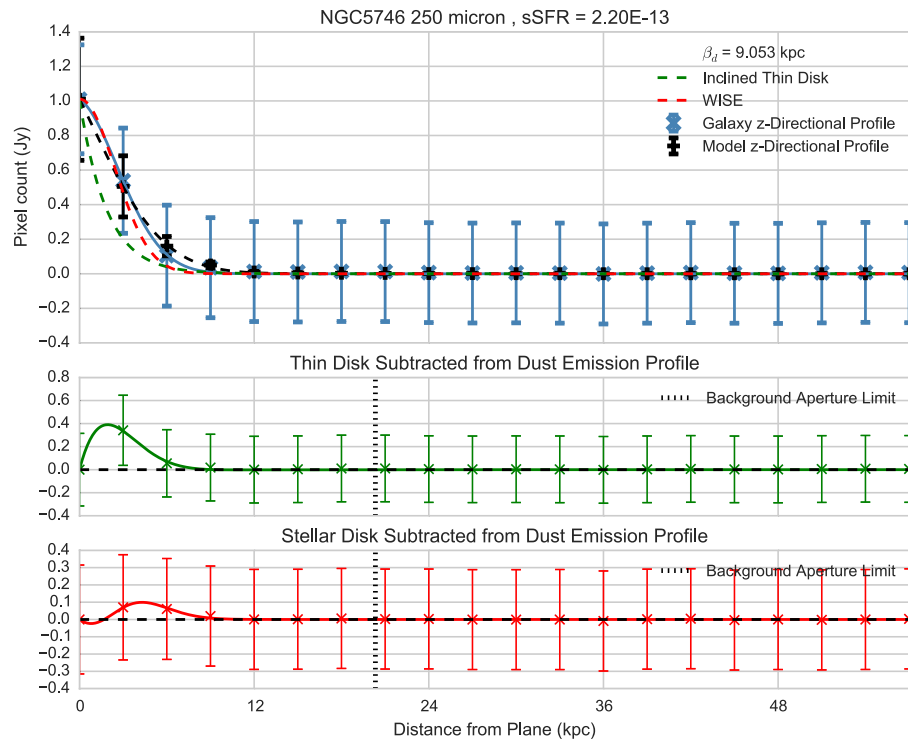 NGC5746 250 micron , sSFR = 2.20E-13
β_d = 9.053 kpc
Inclined Thin Disk
WISE
Galaxy z-Directional Profile
Model z-Directional Profile
Pixel count (Jy)
1.4
1.2
1.0
0.8
0.6
0.4
0.2
0.0
−0.2
−0.4
Thin Disk Subtracted from Dust Emission Profile
Background Aperture Limit
0.8
0.6
0.4
0.2
0.0
−0.2
−0.4
Stellar Disk Subtracted from Dust Emission Profile
Background Aperture Limit
0.4
0.3
0.2
0.1
0.0
−0.1
−0.2
−0.3
−0.4
0 12 24 36 48
Distance from Plane (kpc)